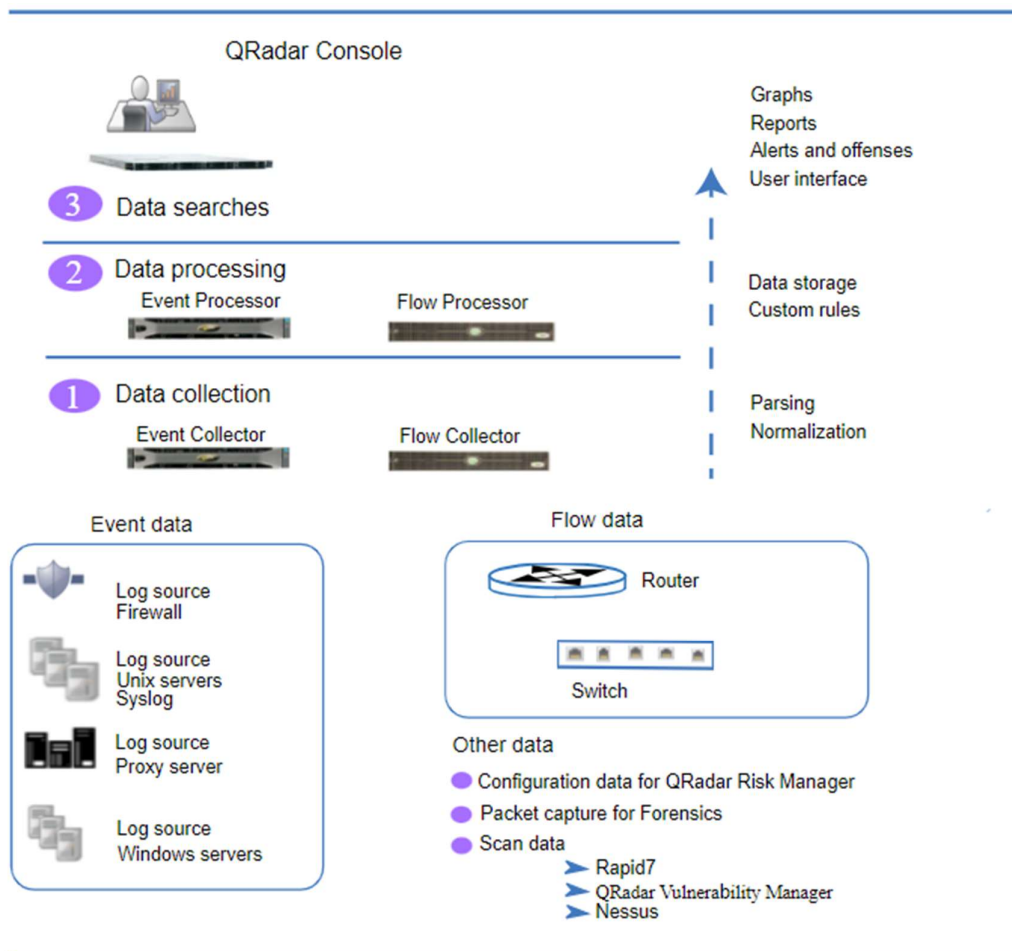 QRadar Console
Graphs
Reports
Alerts and offenses
User interface
3 Data searches
2 Data processing
Event Processor
Flow Processor
Data storage
Custom rules
1 Data collection
Event Collector
Flow Collector
Parsing
Normalization
Event data
Log source
Firewall
Log source
Unix servers
Syslog
Log source
Proxy server
Log source
Windows servers
Flow data
Router
Switch
Other data
Configuration data for QRadar Risk Manager
Packet capture for Forensics
Scan data
Rapid7
QRadar Vulnerability Manager
Nessus